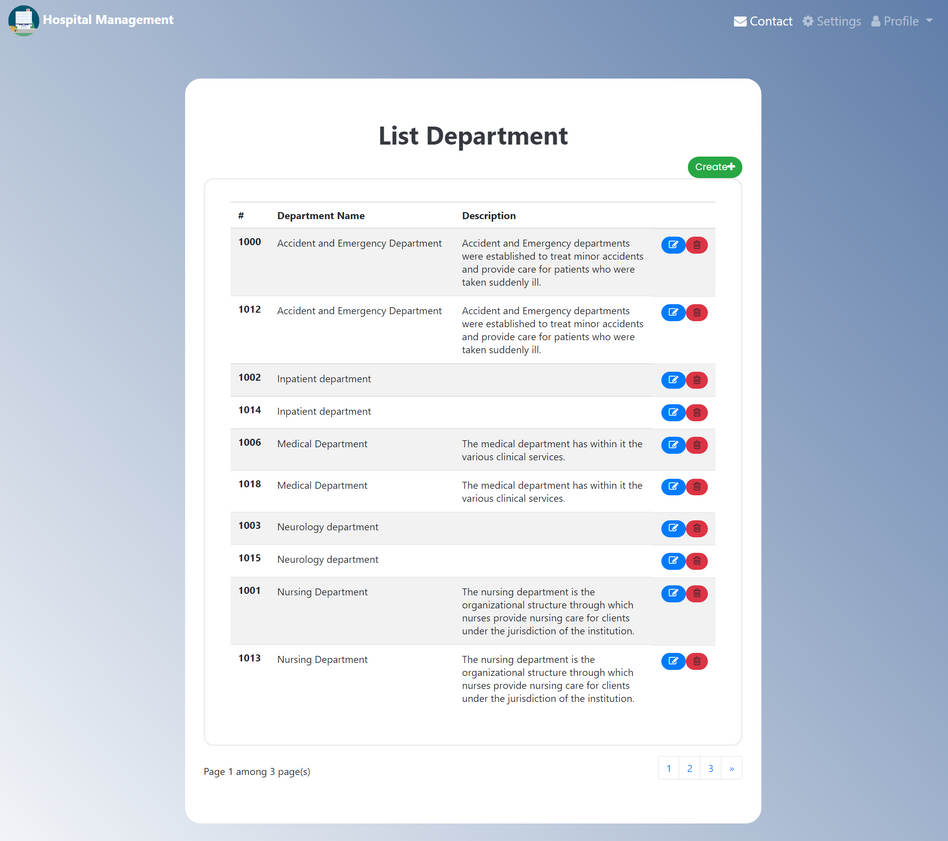 Hospital Management
Contact Settings Profile
List Department
Create
# Department Name Description
1000 Accident and Emergency Department Accident and Emergency departments
were established to treat minor accidents
and provide care for patients who were
taken suddenly ill.
1012 Accident and Emergency Department Accident and Emergency departments
were established to treat minor accidents
and provide care for patients who were
taken suddenly ill.
1002 Inpatient department
1014 Inpatient department
1006 Medical Department The medical department has within it the
various clinical services.
1018 Medical Department The medical department has within it the
various clinical services.
1003 Neurology department
1015 Neurology department
1001 Nursing Department The nursing department is the
organizational structure through which
nurses provide nursing care for clients
under the jurisdiction of the institution.
1013 Nursing Department The nursing department is the
organizational structure through which
nurses provide nursing care for clients
under the jurisdiction of the institution.
Page 1 among 3 page(s)
1 2 3 »